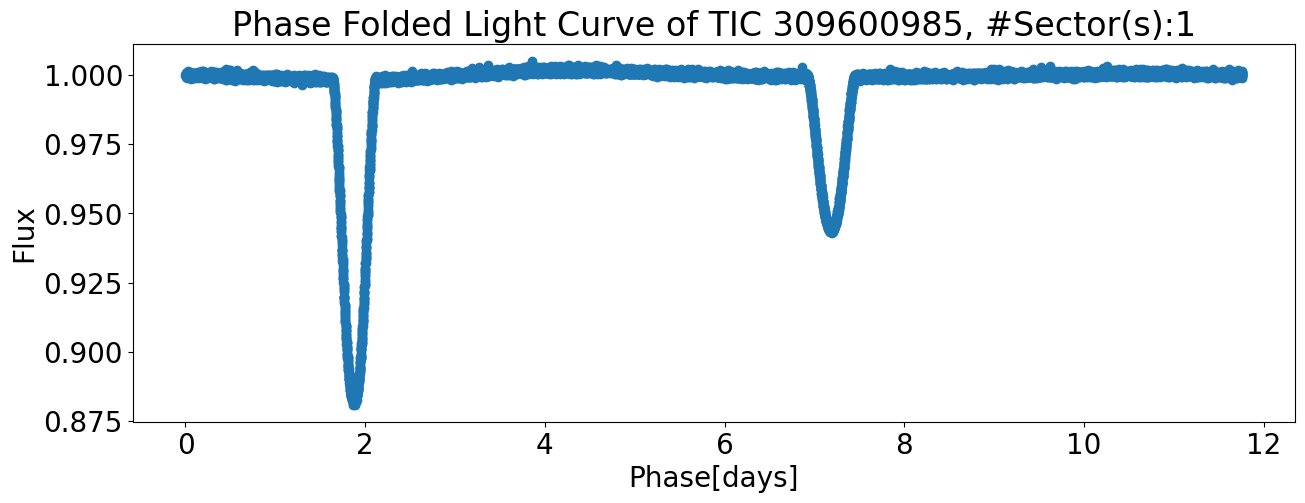 Phase Folded Light Curve of TIC 309600985, #Sector(s):1
1.000
0.975
0.950
0.925
0.900
0.875
Flux
0 2 4 6 8 10 12
Phase[days]